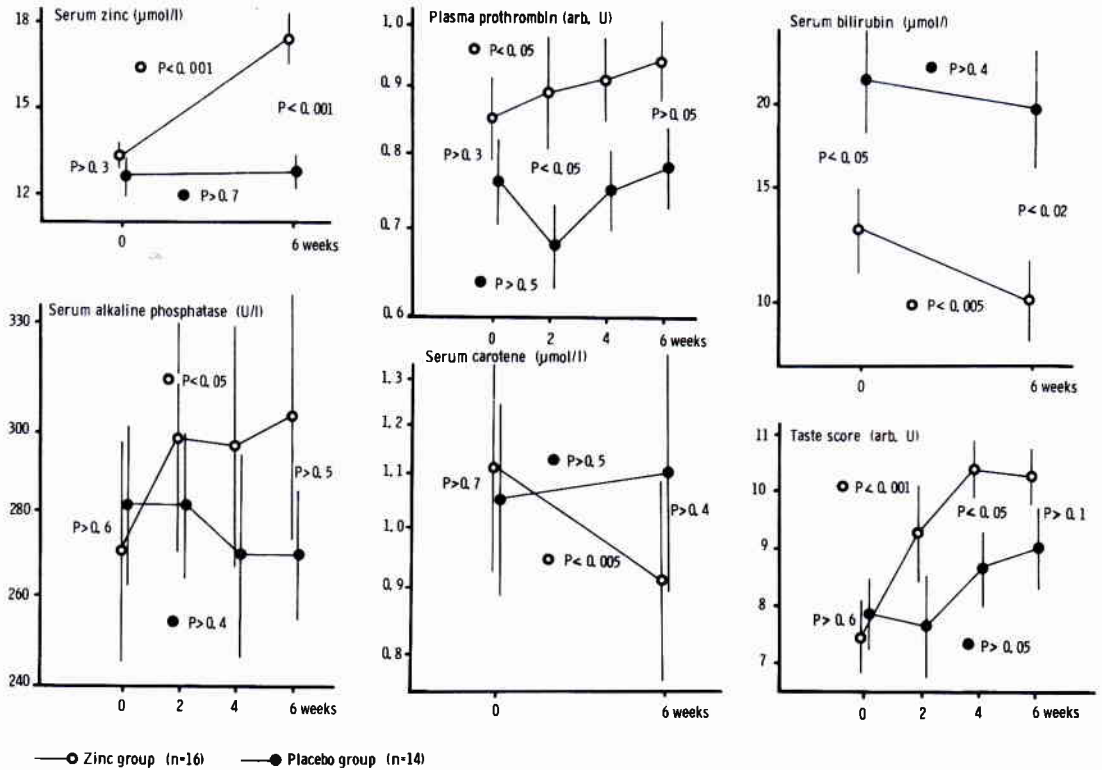 Serum zinc (µmol/l)
18
15
12
P<0.001
P<0.001
P>0.3
P>0.7
0
6 weeks
Plasma prothrombin (arb. U)
1.0
0.9
0.8
0.7
0.6
P<0.05
P>0.05
P>0.3
P<0.05
P>0.5
0 2 4 6 weeks
Serum bilirubin (µmol/)
20
15
10
P>0.4
P<0.05
P<0.02
P<0.005
0
6 weeks
Serum alkaline phosphatase (U/l)
330
300
280
260
240
P<0.05
P>0.5
P>0.6
P>0.4
0 2 4 6 weeks
Serum carotene (µmol/l)
1.3
1.1
1.0
0.9
0.8
P>0.5
P>0.7
P>0.4
P<0.005
0
6 weeks
Taste score (arb. U)
11
10
9
8
7
P<0.001
P<0.05
P>0.1
P>0.6
P>0.05
0 2 4 6 weeks
Zinc group (n=16) Placebo group (n=14)